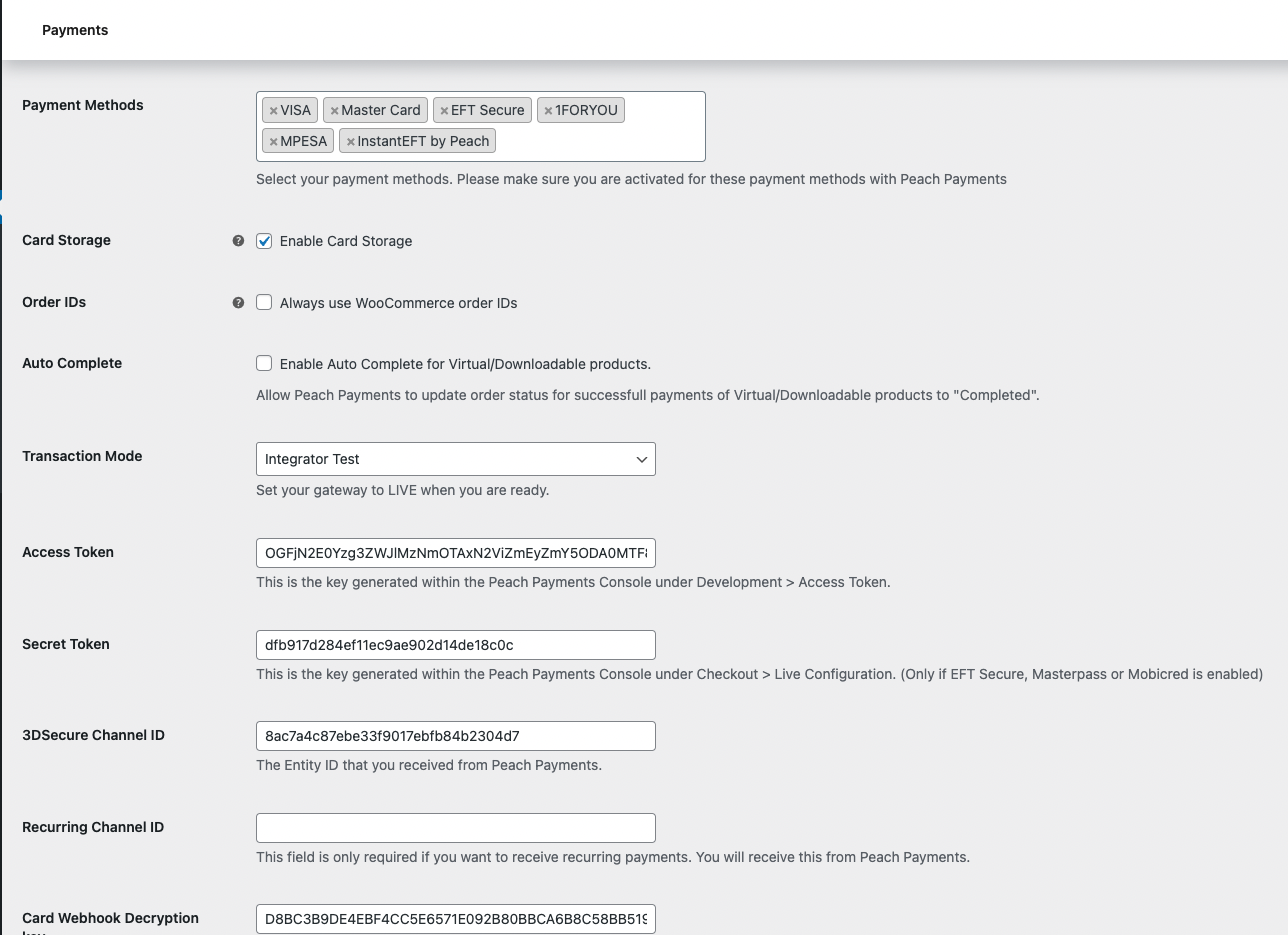 Payments
Payment Methods
×VISA ×Master Card ×EFT Secure ×1FORYOU
×MPESA ×InstantEFT by Peach
Select your payment methods. Please make sure you are activated for these payment methods with Peach Payments
Card Storage
Enable Card Storage
Order IDs
Always use WooCommerce order IDs
Auto Complete
Enable Auto Complete for Virtual/Downloadable products.
Allow Peach Payments to update order status for successfull payments of Virtual/Downloadable products to "Completed".
Transaction Mode
Integrator Test
Set your gateway to LIVE when you are ready.
Access Token
OGFjN2E0Yzg3ZWJlMzNmOTAxN2ViZmEyZmY5ODA0MTF
This is the key generated within the Peach Payments Console under Development > Access Token.
Secret Token
dfb917d284ef11ec9ae902d14de18c0c
This is the key generated within the Peach Payments Console under Checkout > Live Configuration. (Only if EFT Secure, Masterpass or Mobicred is enabled)
3DSecure Channel ID
8ac7a4c87ebe33f9017ebfb84b2304d7
The Entity ID that you received from Peach Payments.
Recurring Channel ID
This field is only required if you want to receive recurring payments. You will receive this from Peach Payments.
Card Webhook Decryption
D8BC3B9DE4EBF4CC5E6571E092B80BBCA6B8C58BB519